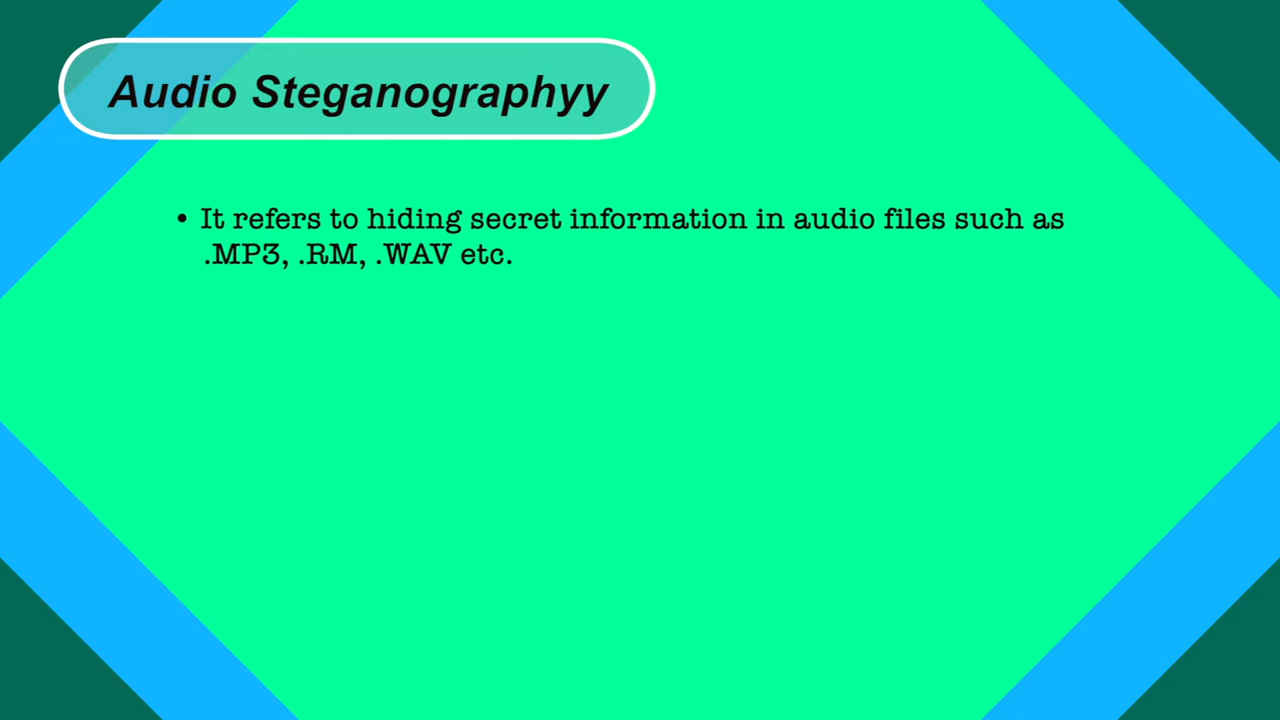 Audio Steganographyy
• It refers to hiding secret information in audio files such as
.MP3, .RM, .WAV etc.